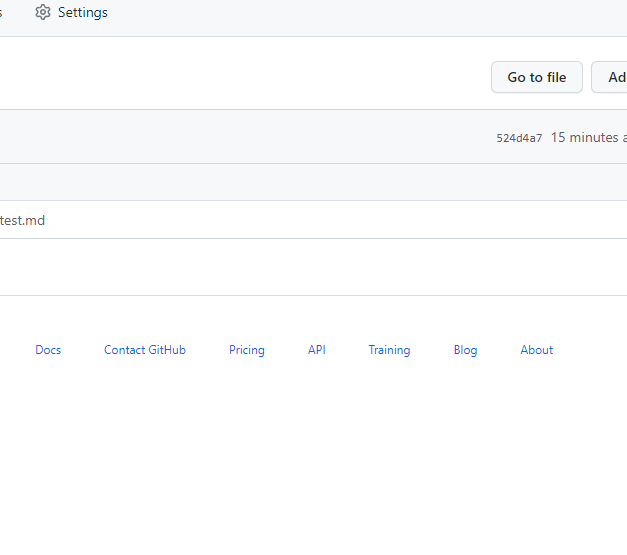 s Settings
Go to file Ad
524d4a7 15 minutes a
test.md
Docs Contact GitHub Pricing API Training Blog About